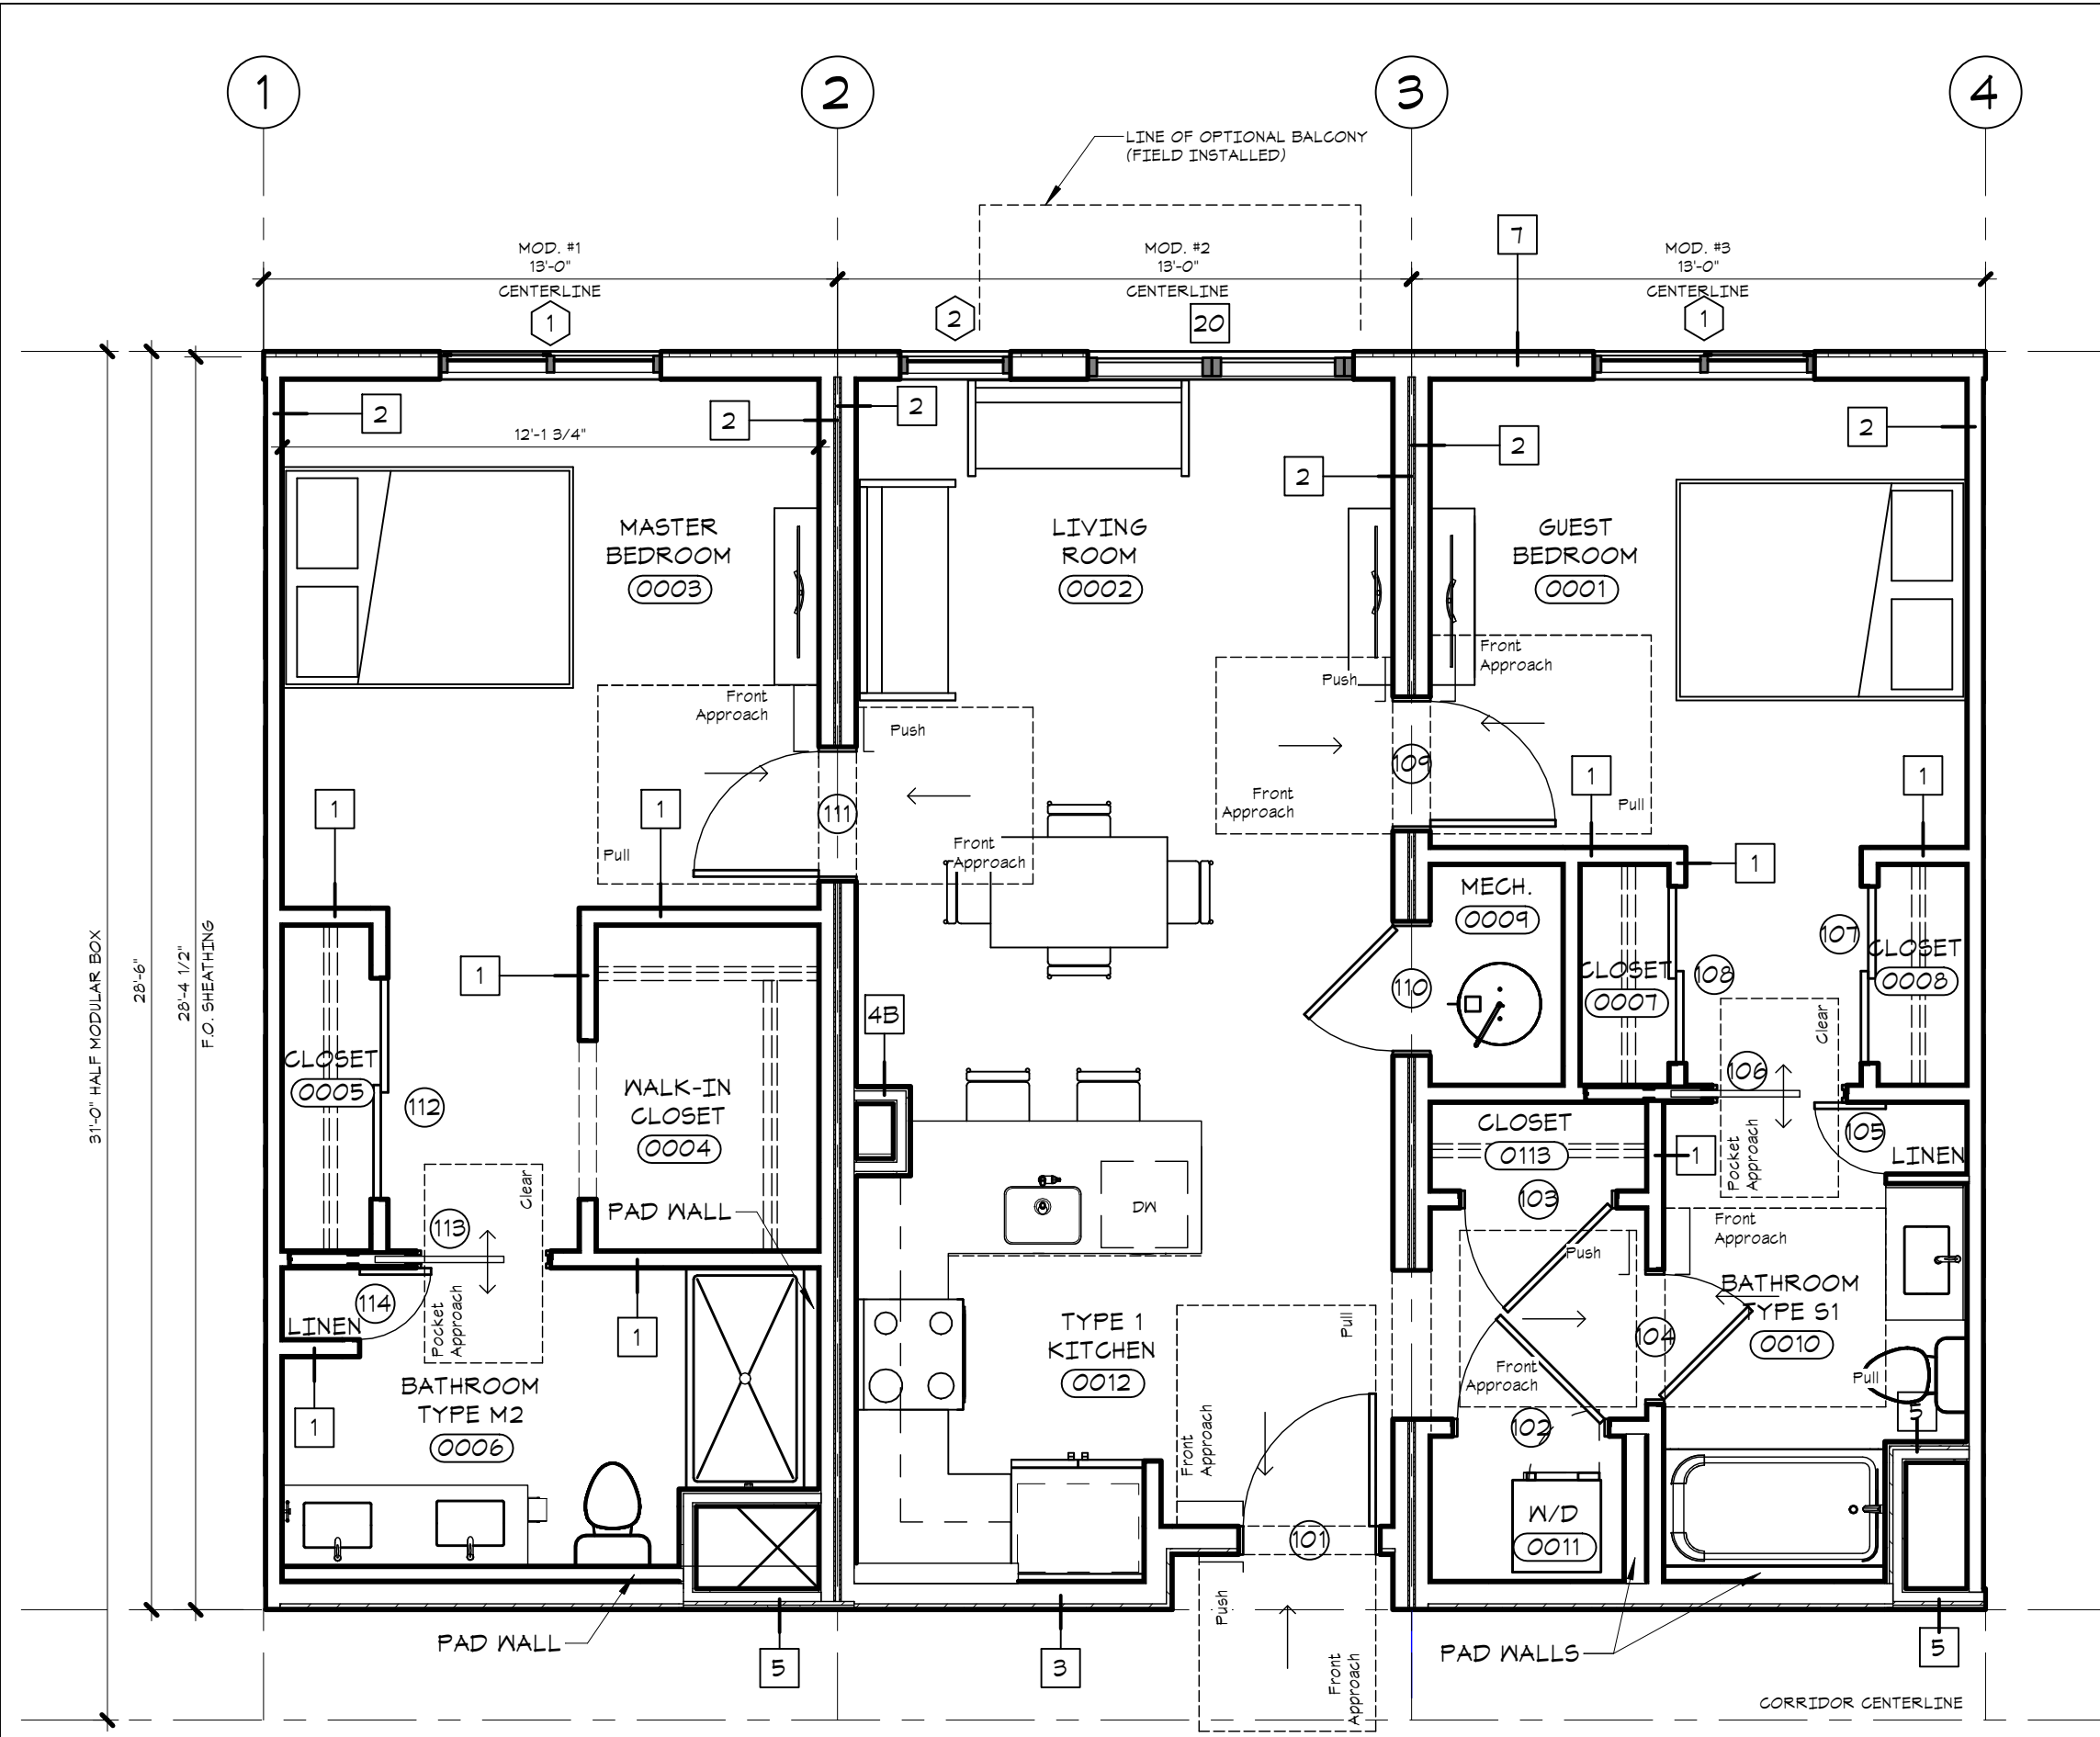 1
2
3
4
LINE OF OPTIONAL BALCONY
(FIELD INSTALLED)
7
MOD. #1
13'-0"
CENTERLINE
1
MOD. #2
13'-0"
CENTERLINE
2
20
MOD. #3
13'-0"
CENTERLINE
1
2
2
2
2
2
2
12'-1 3/4"
MASTER
BEDROOM
0003
LIVING
ROOM
0002
GUEST
BEDROOM
0001
Front
Approach
Push
Push
Front
Approach
109
111
Front
Approach
Pull
Front
Approach
Pull
1
1
1
1
1
MECH.
0009
110
CLOSET
0007
108
107
CLOSET
0008
31'-0" HALF MODULAR BOX
28'-6"
28'-4 1/2"
F.O. SHEATHING
1
4B
CLOSET
0005
112
WALK-IN
CLOSET
0004
Clear
106
105
LINEN
Pocket
Approach
CLOSET
0113
1
103
DW
PAD WALL
Clear
113
Pocket
Approach
114
LINEN
1
1
BATHROOM
TYPE M2
0006
TYPE 1
KITCHEN
0012
Pull
Front
Approach
Push
Front
Approach
104
Front
Approach
BATHROOM
TYPE S1
0010
Pull
5
102
W/D
0011
101
Push
Front
Approach
PAD WALL
5
3
PAD WALLS
5
CORRIDOR CENTERLINE